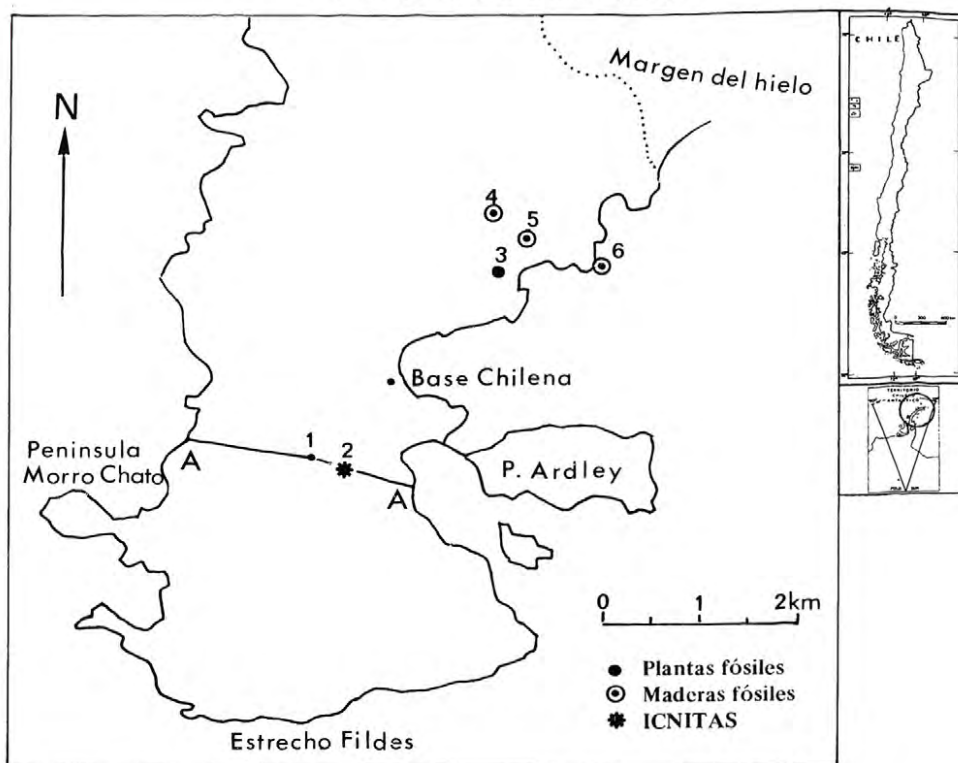 N
Margen del hielo
4
5
3
6
Base Chilena
Peninsula
Morro Chato
A
1
2
A
P. Ardley
0 1 2km
Plantas fósiles
Maderas fósiles
ICNITAS
Estrecho Fildes
CHILE
TERRITORIO